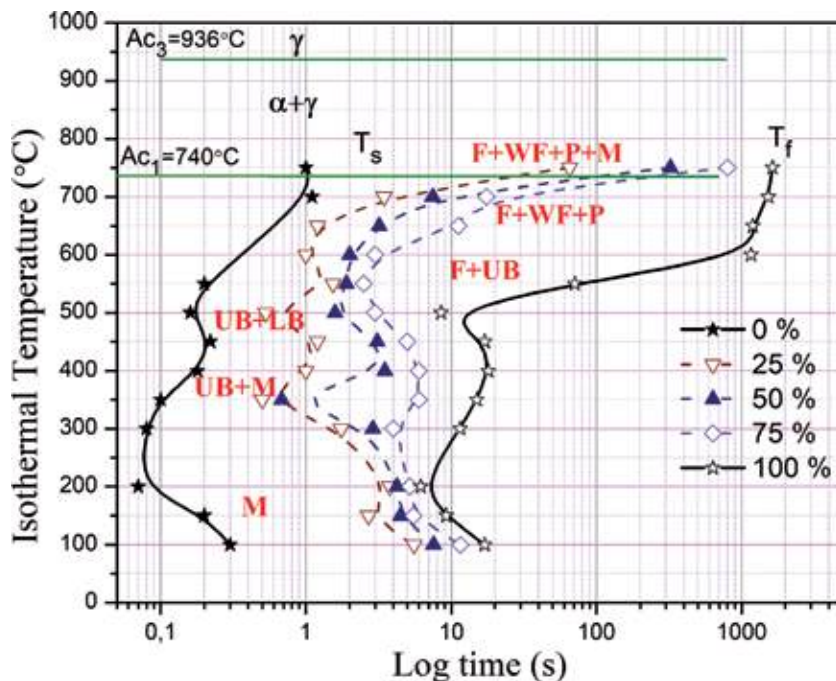 1000
Ac3=936°C
γ
900
α+γ
800
Ts
F+WF+P+M
Tf
Ac1=740°C
700
F+WF+P
600
F+UB
500
UB+LB
0 %
400
UB+M
25 %
50 %
300
75 %
200
100 %
M
100
0
0,1
1
10
100
1000
Isothermal Temperature (°C)
Log time (s)